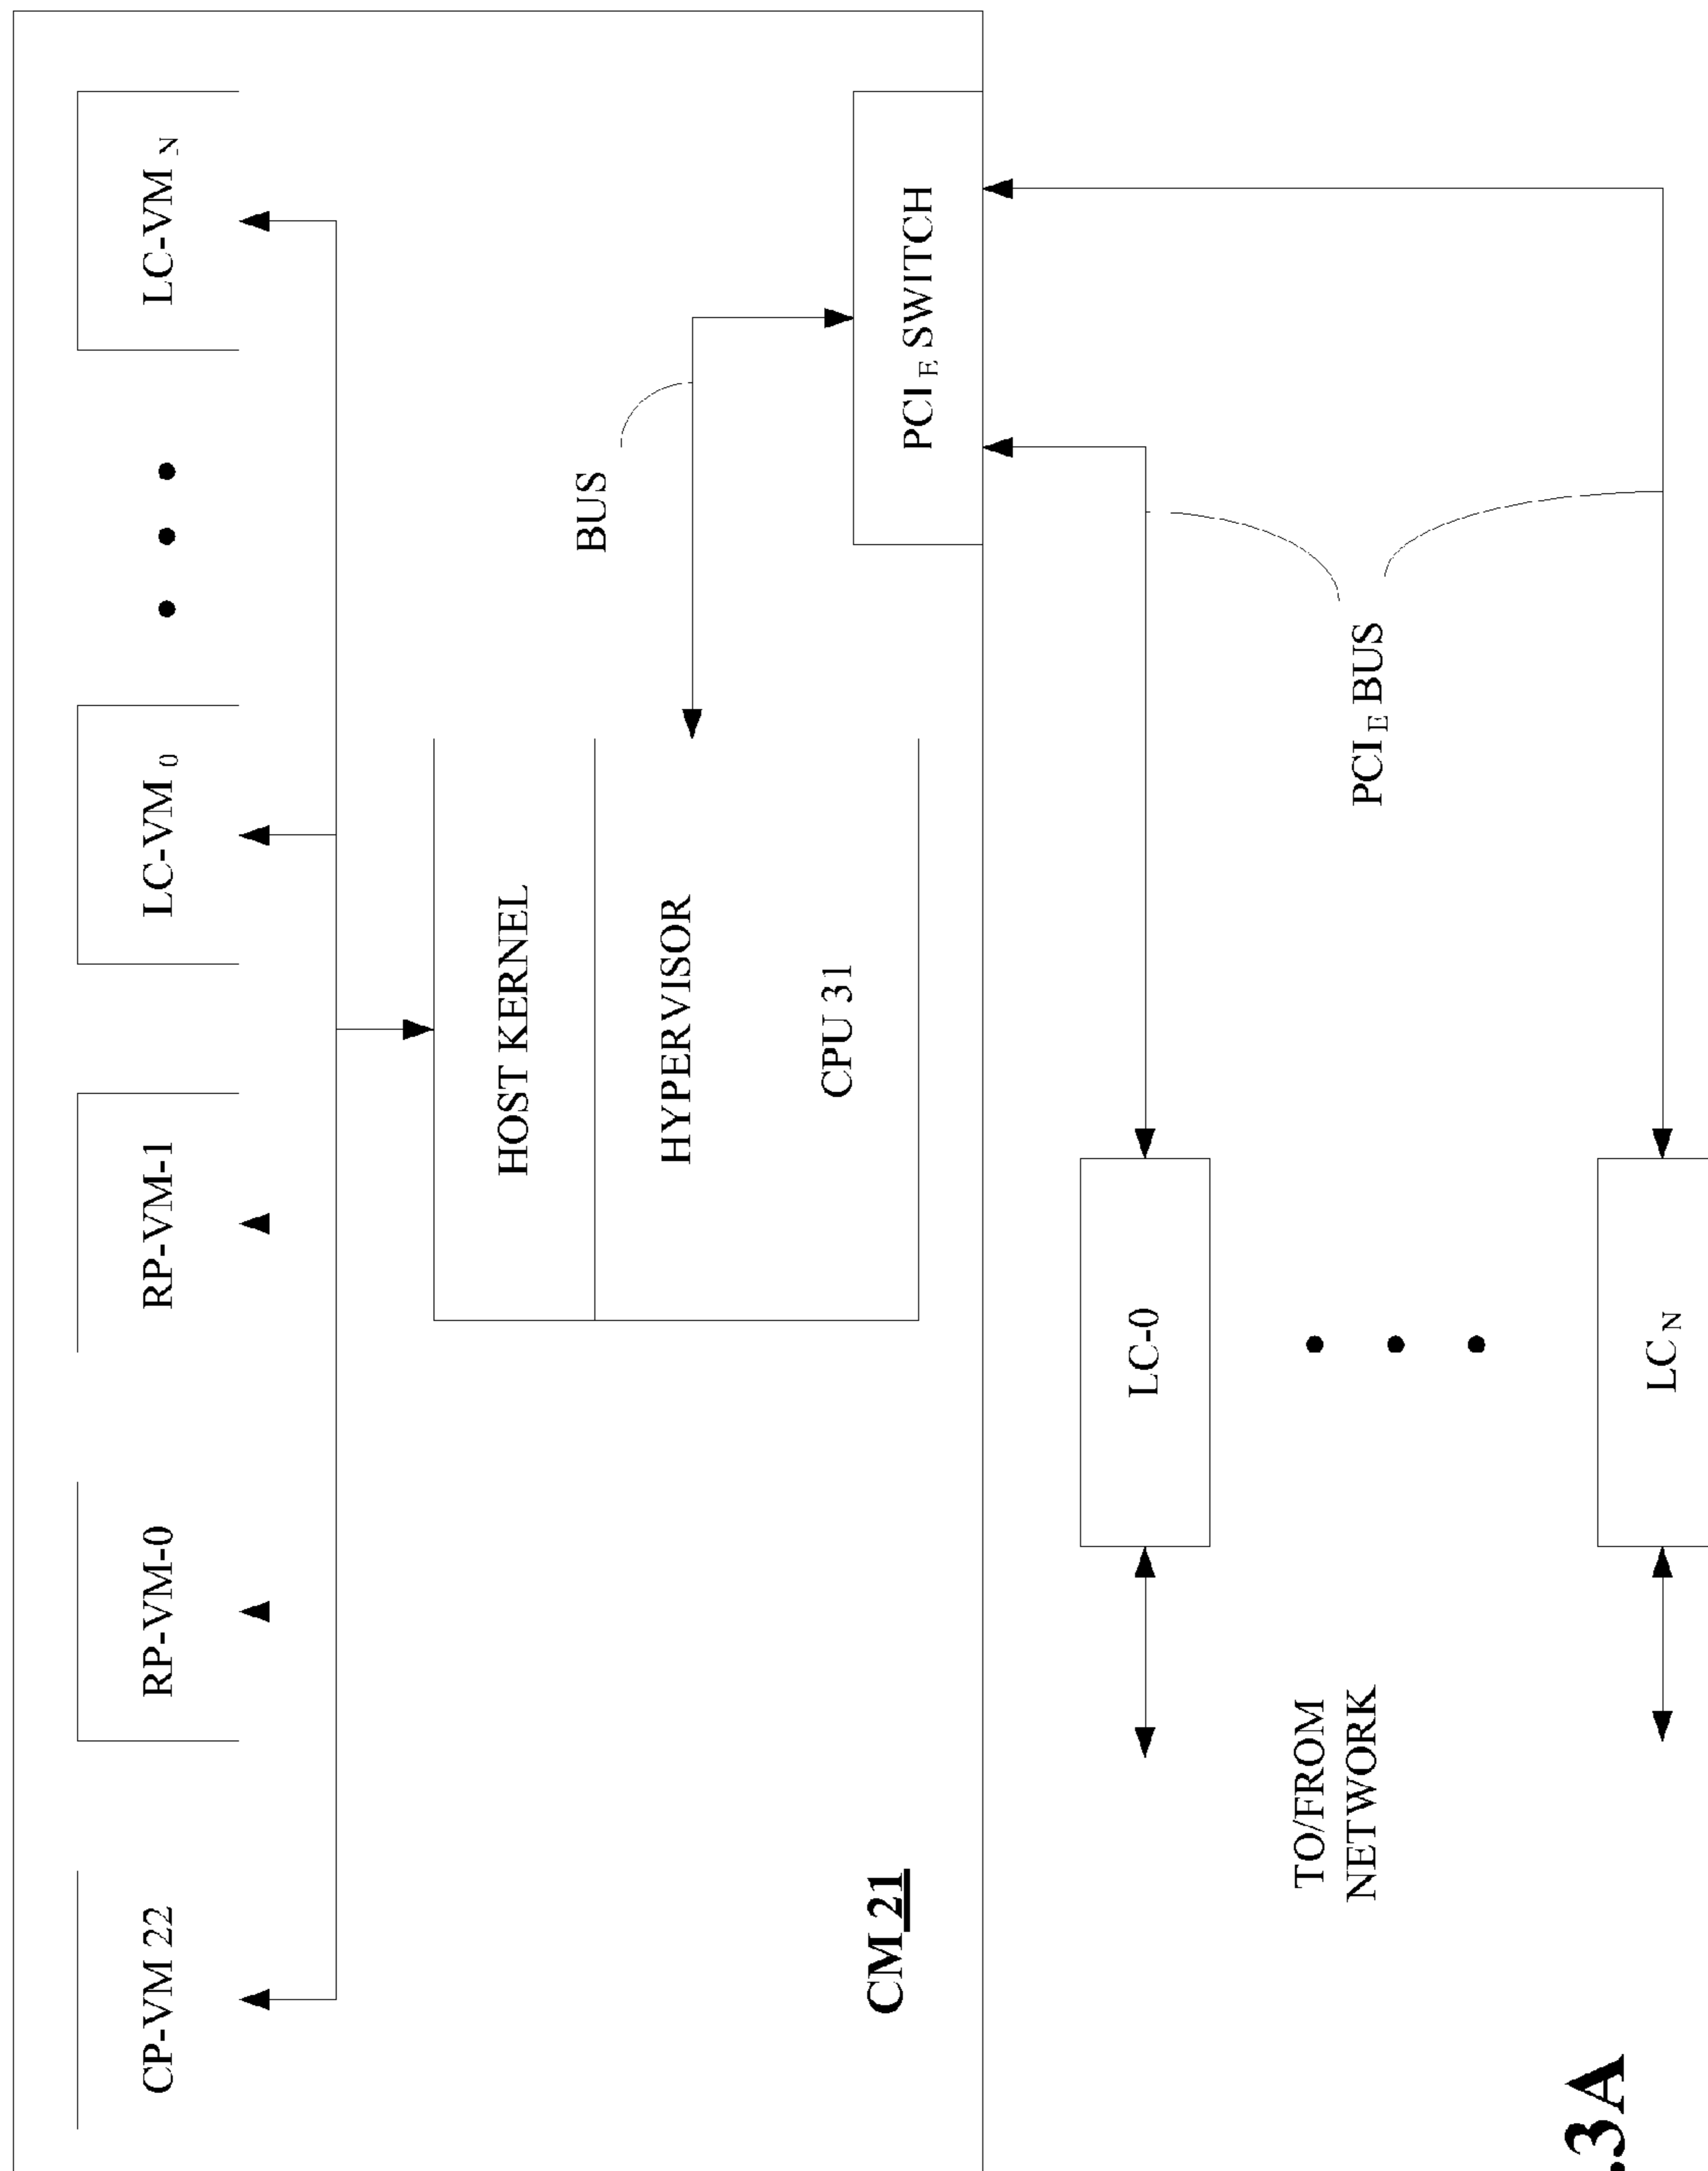 CP-VM 22
RP-VM-0
RP-VM-1
LC-VM 0
LC-VM N
HOST KERNEL
HYPERVISOR
CPU 31
BUS
PCI E SWITCH
CM 21
LC-0
PCI E BUS
TO/FROM
NETWORK
LC N
.3A